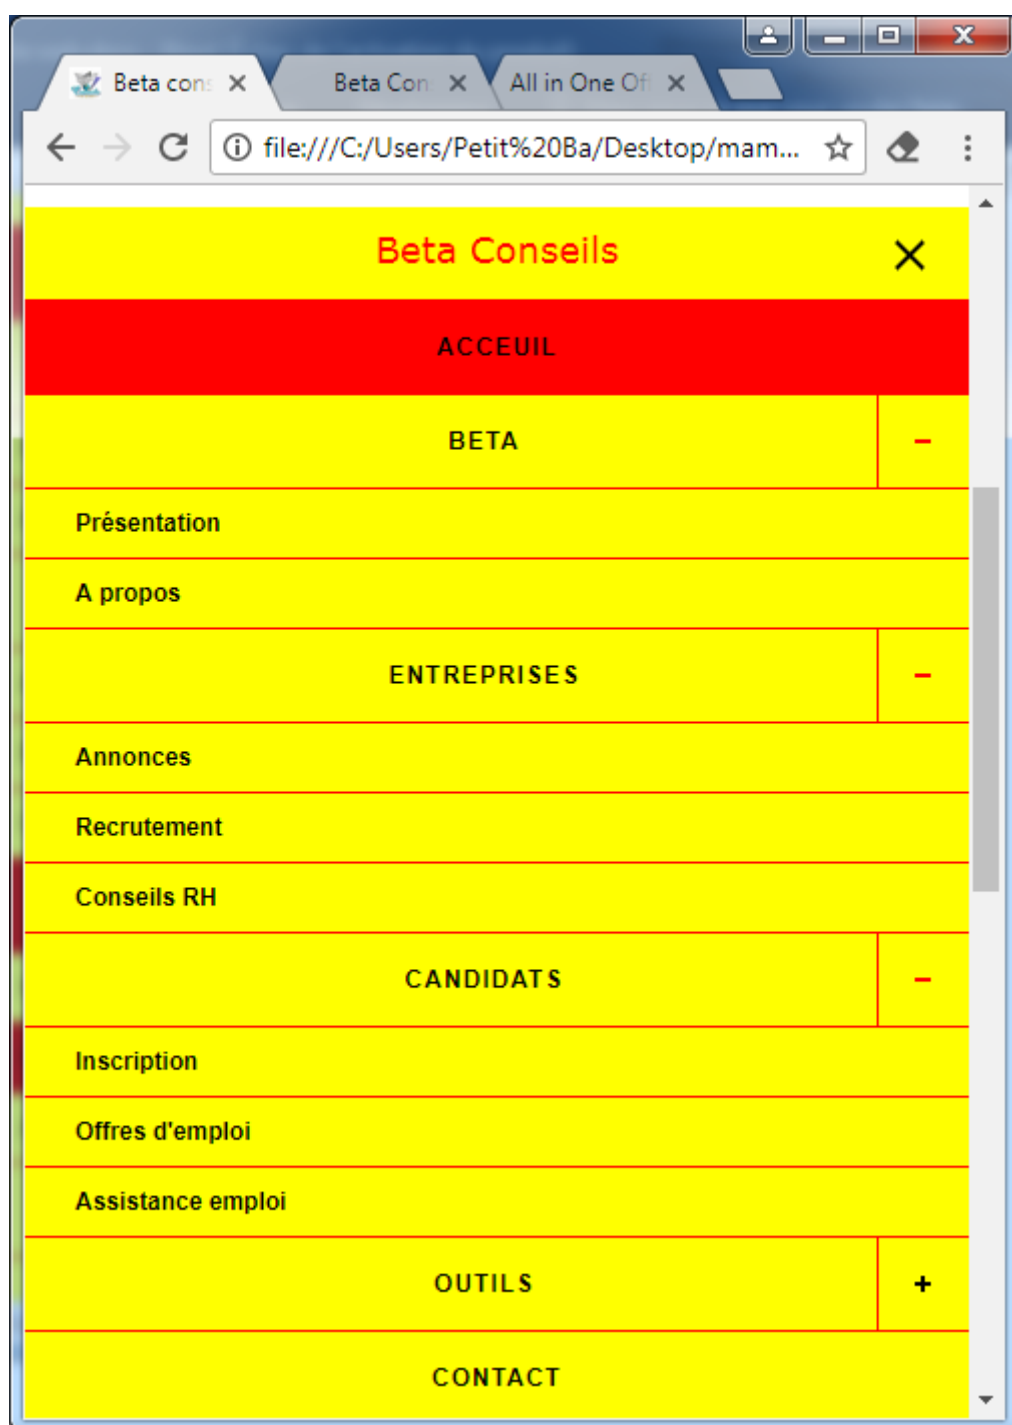 Beta cons
Beta Con
All in One Of
file:///C:/Users/Petit%20Ba/Desktop/mam...
Beta Conseils
ACCEUIL
BETA
Présentation
A propos
ENTREPRISES
Annonces
Recrutement
Conseils RH
CANDIDATS
Inscription
Offres d'emploi
Assistance emploi
OUTILS
CONTACT